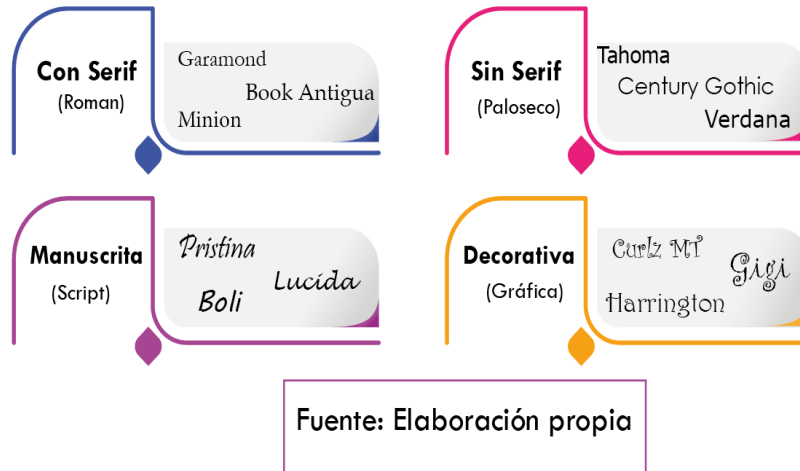 Con Serif
(Roman)
Garamond
Book Antigua
Minion
Sin Serif
(Paloseco)
Tahoma
Century Gothic
Verdana
Manuscrita
(Script)
Pristina
Lucida
Boli
Decorativa
(Gráfica)
Curlz MT
Gigi
Harrington
Fuente: Elaboración propia